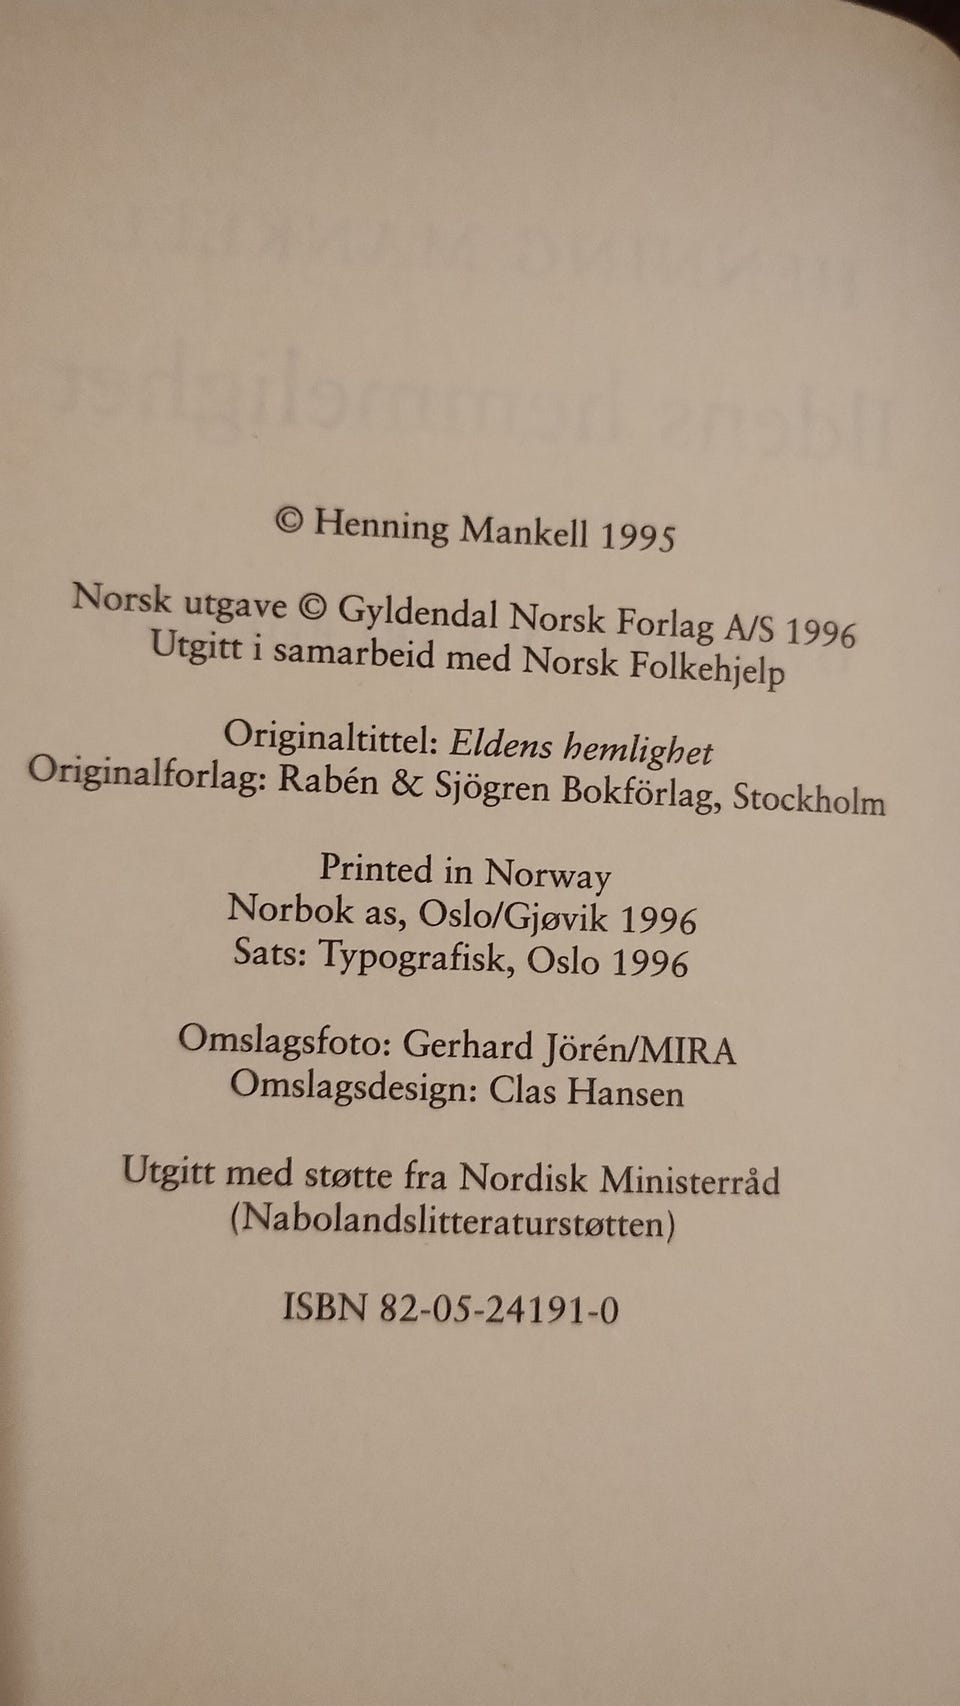 © Henning Mankell 1995
Norsk utgave © Gyldendal Norsk Forlag A/S 1996
Utgitt i samarbeid med Norsk Folkehjelp
Originaltittel: Eldens hemlighet
Originalforlag: Rabén & Sjögren Bokförlag, Stockholm
Printed in Norway
Norbok as, Oslo/Gjøvik 1996
Sats: Typografisk, Oslo 1996
Omslagsfoto: Gerhard Jörén/MIRA
Omslagsdesign: Clas Hansen
Utgitt med støtte fra Nordisk Ministerråd
(Nabolandslitteraturstøtten)
ISBN 82-05-24191-0